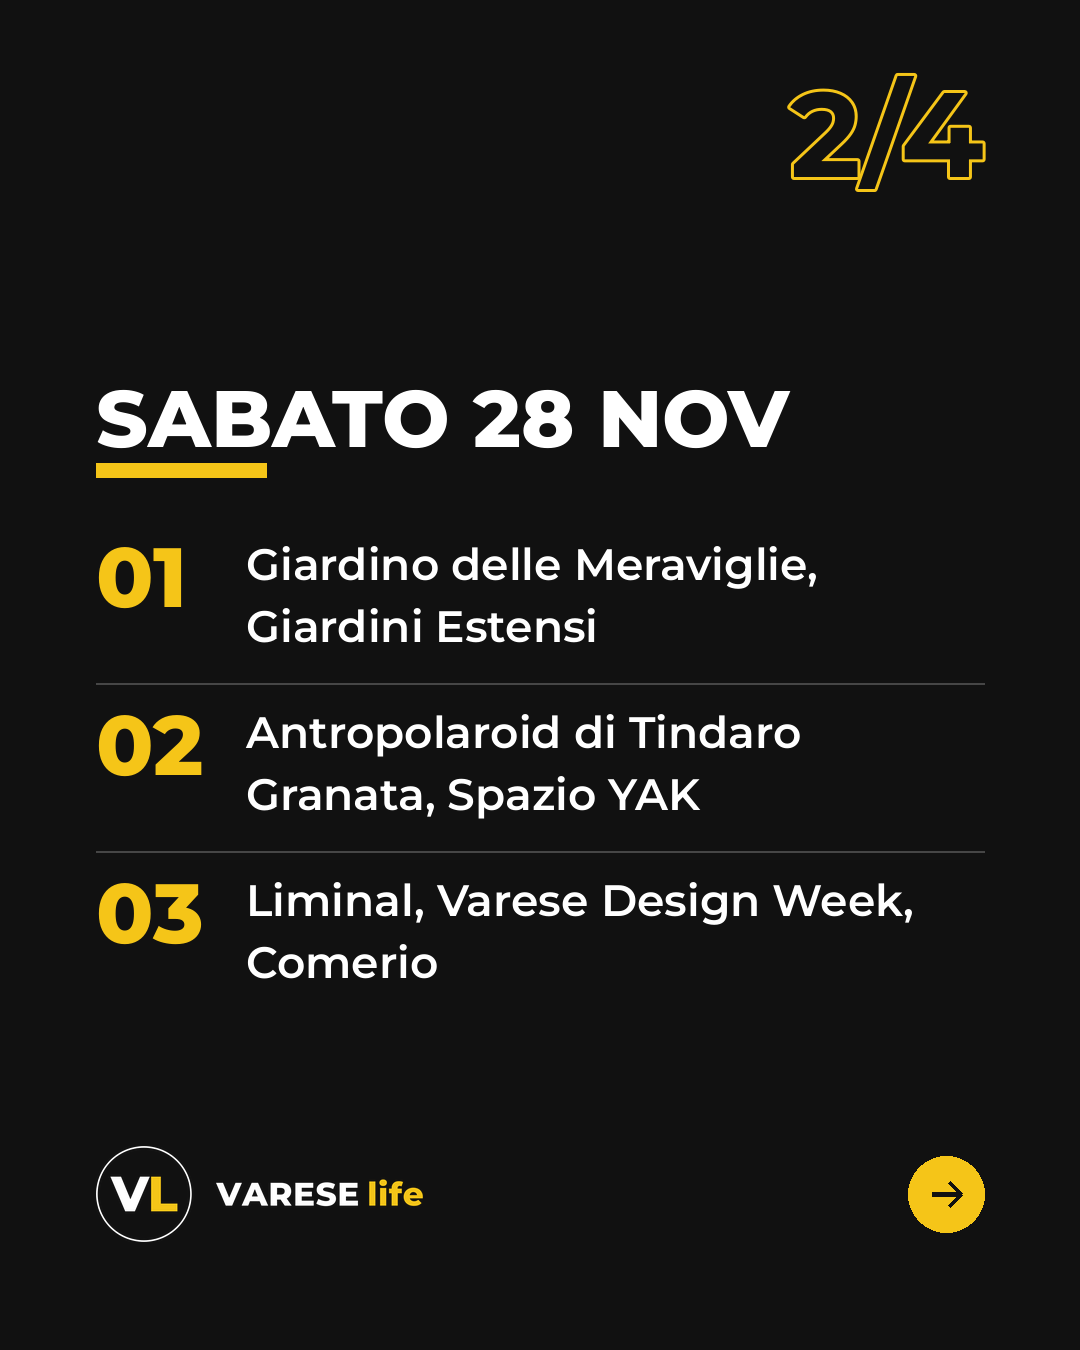 2/4
SABATO 28 NOV
01
Giardino delle Meraviglie,
Giardini Estensi
02
Antropolaroid di Tindaro
Granata, Spazio YAK
03
Liminal, Varese Design Week,
Comerio
VL
VARESE life